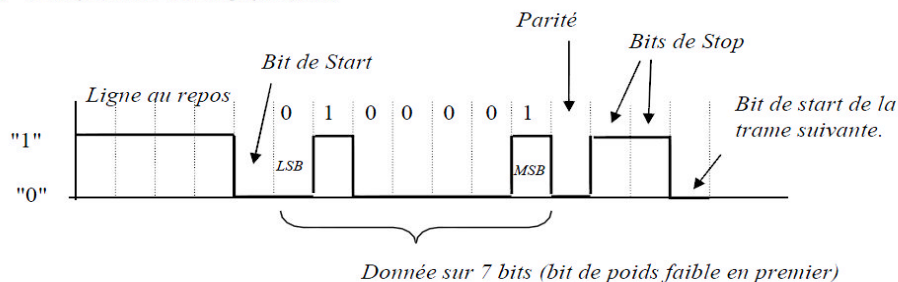 Parité
Bits de Stop
Bit de Start
Ligne au repos
Bit de start de la
trame suivante.
0 1 0 0 0 0 1
"1"
LSB
MSB
"0"
Donnée sur 7 bits (bit de poids faible en premier)